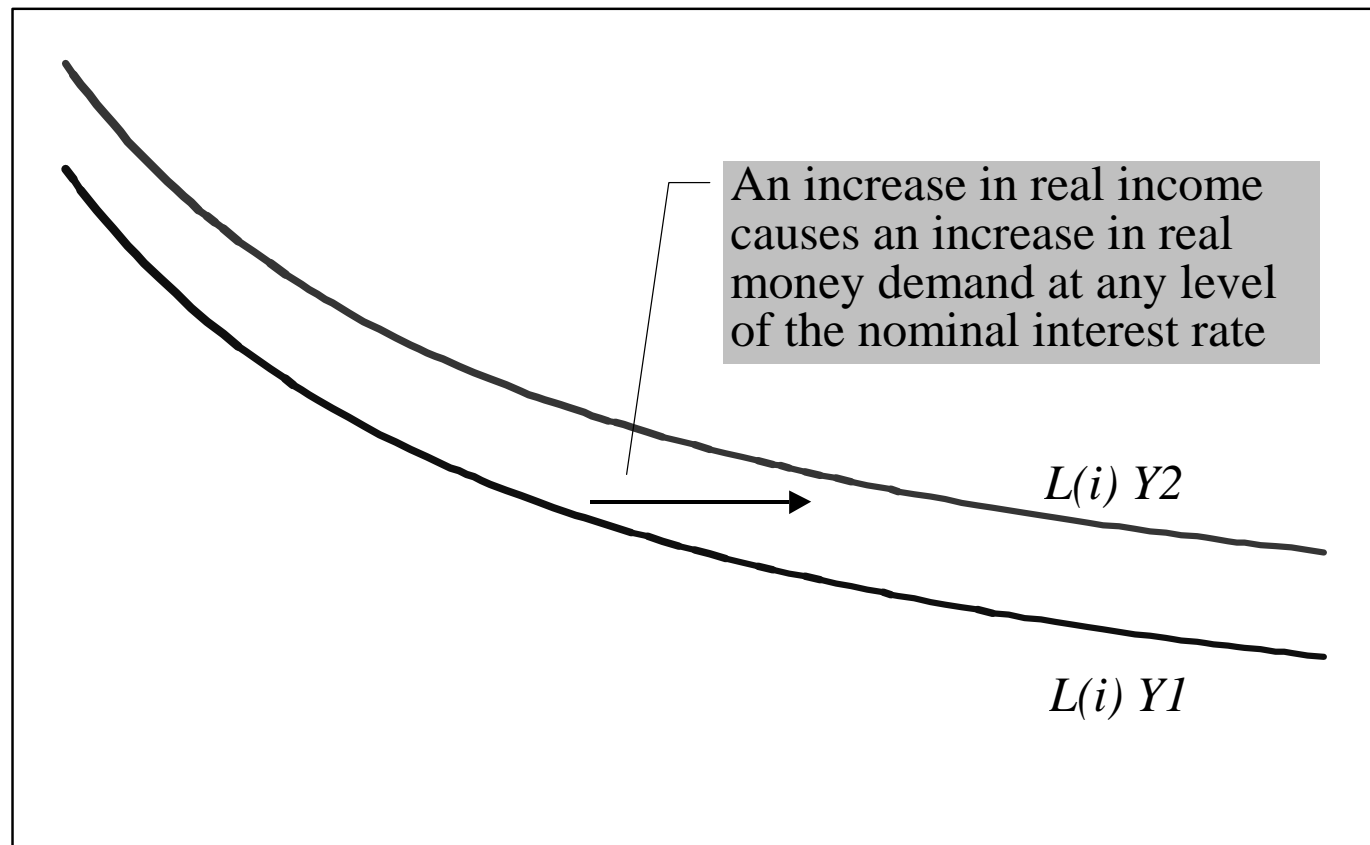 An increase in real income
causes an increase in real
money demand at any level
of the nominal interest rate
L(i) Y2
L(i) Y1